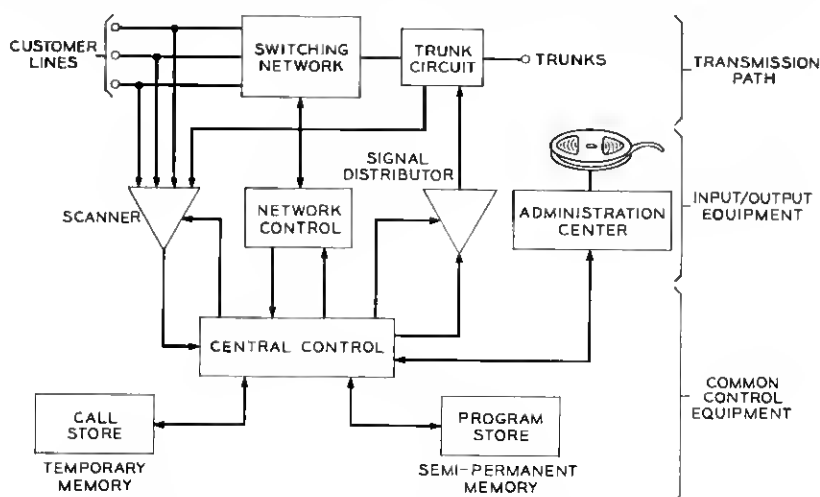 CUSTOMER
LINES
SWITCHING
NETWORK
TRUNK
CIRCUIT
TRUNKS
TRANSMISSION
PATH
SIGNAL
DISTRIBUTOR
SCANNER
NETWORK
CONTROL
ADMINISTRATION
CENTER
INPUT/OUTPUT
EQUIPMENT
CENTRAL CONTROL
COMMON
CONTROL
EQUIPMENT
CALL
STORE
TEMPORARY
MEMORY
PROGRAM
STORE
SEMI-PERMANENT
MEMORY